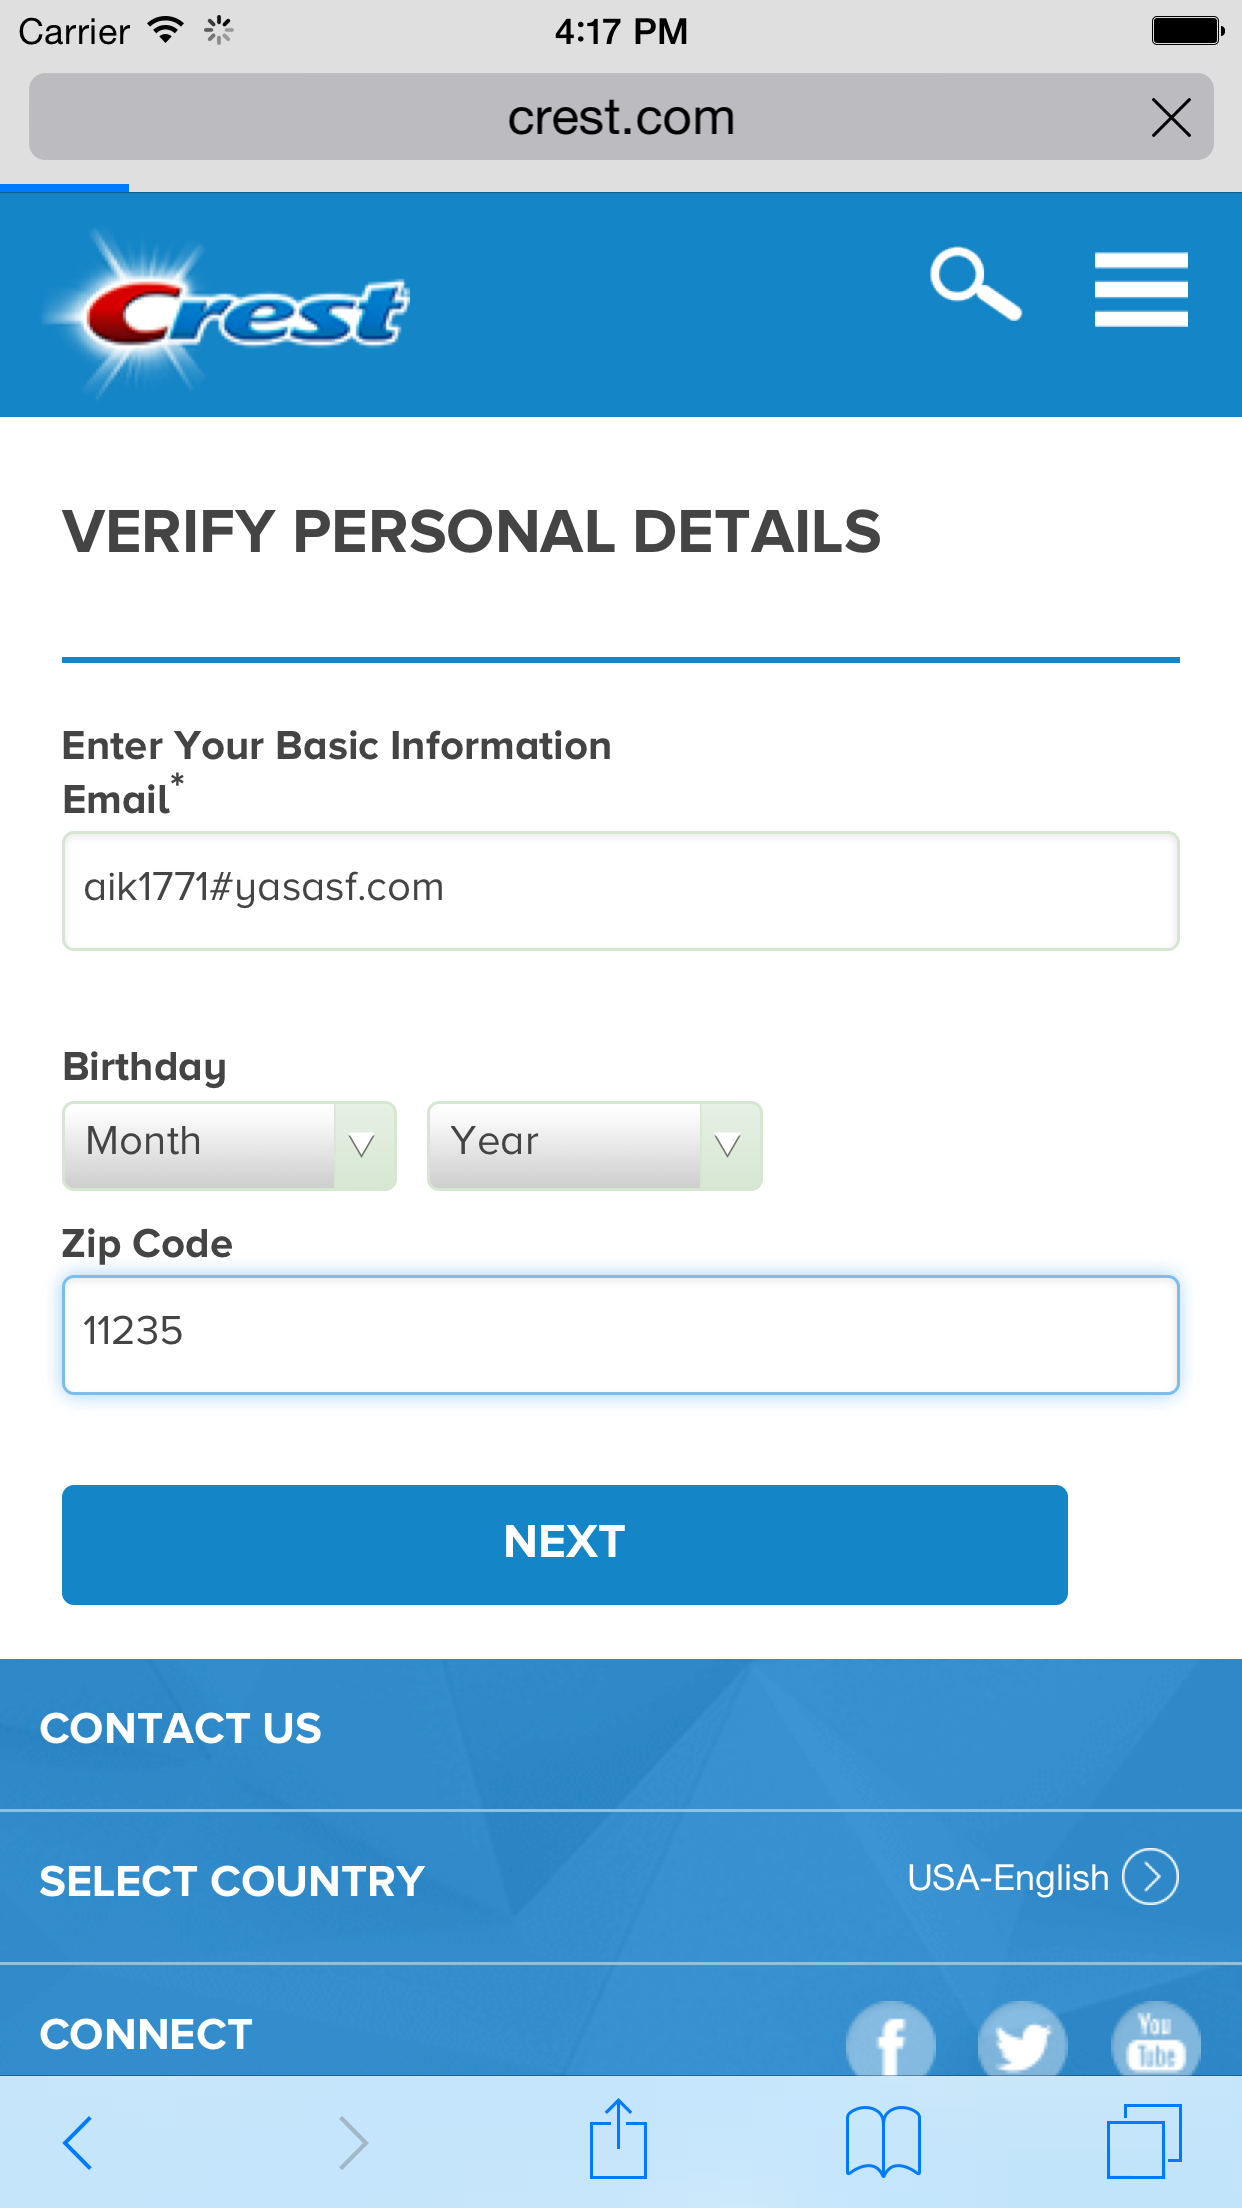 Carrier 4:17 PM
crest.com
Crest
VERIFY PERSONAL DETAILS
Enter Your Basic Information
Email*
aik1771#yasasf.com
Birthday
Month Year
Zip Code
11235
NEXT
CONTACT US
SELECT COUNTRY USA-English
CONNECT f You
Tube